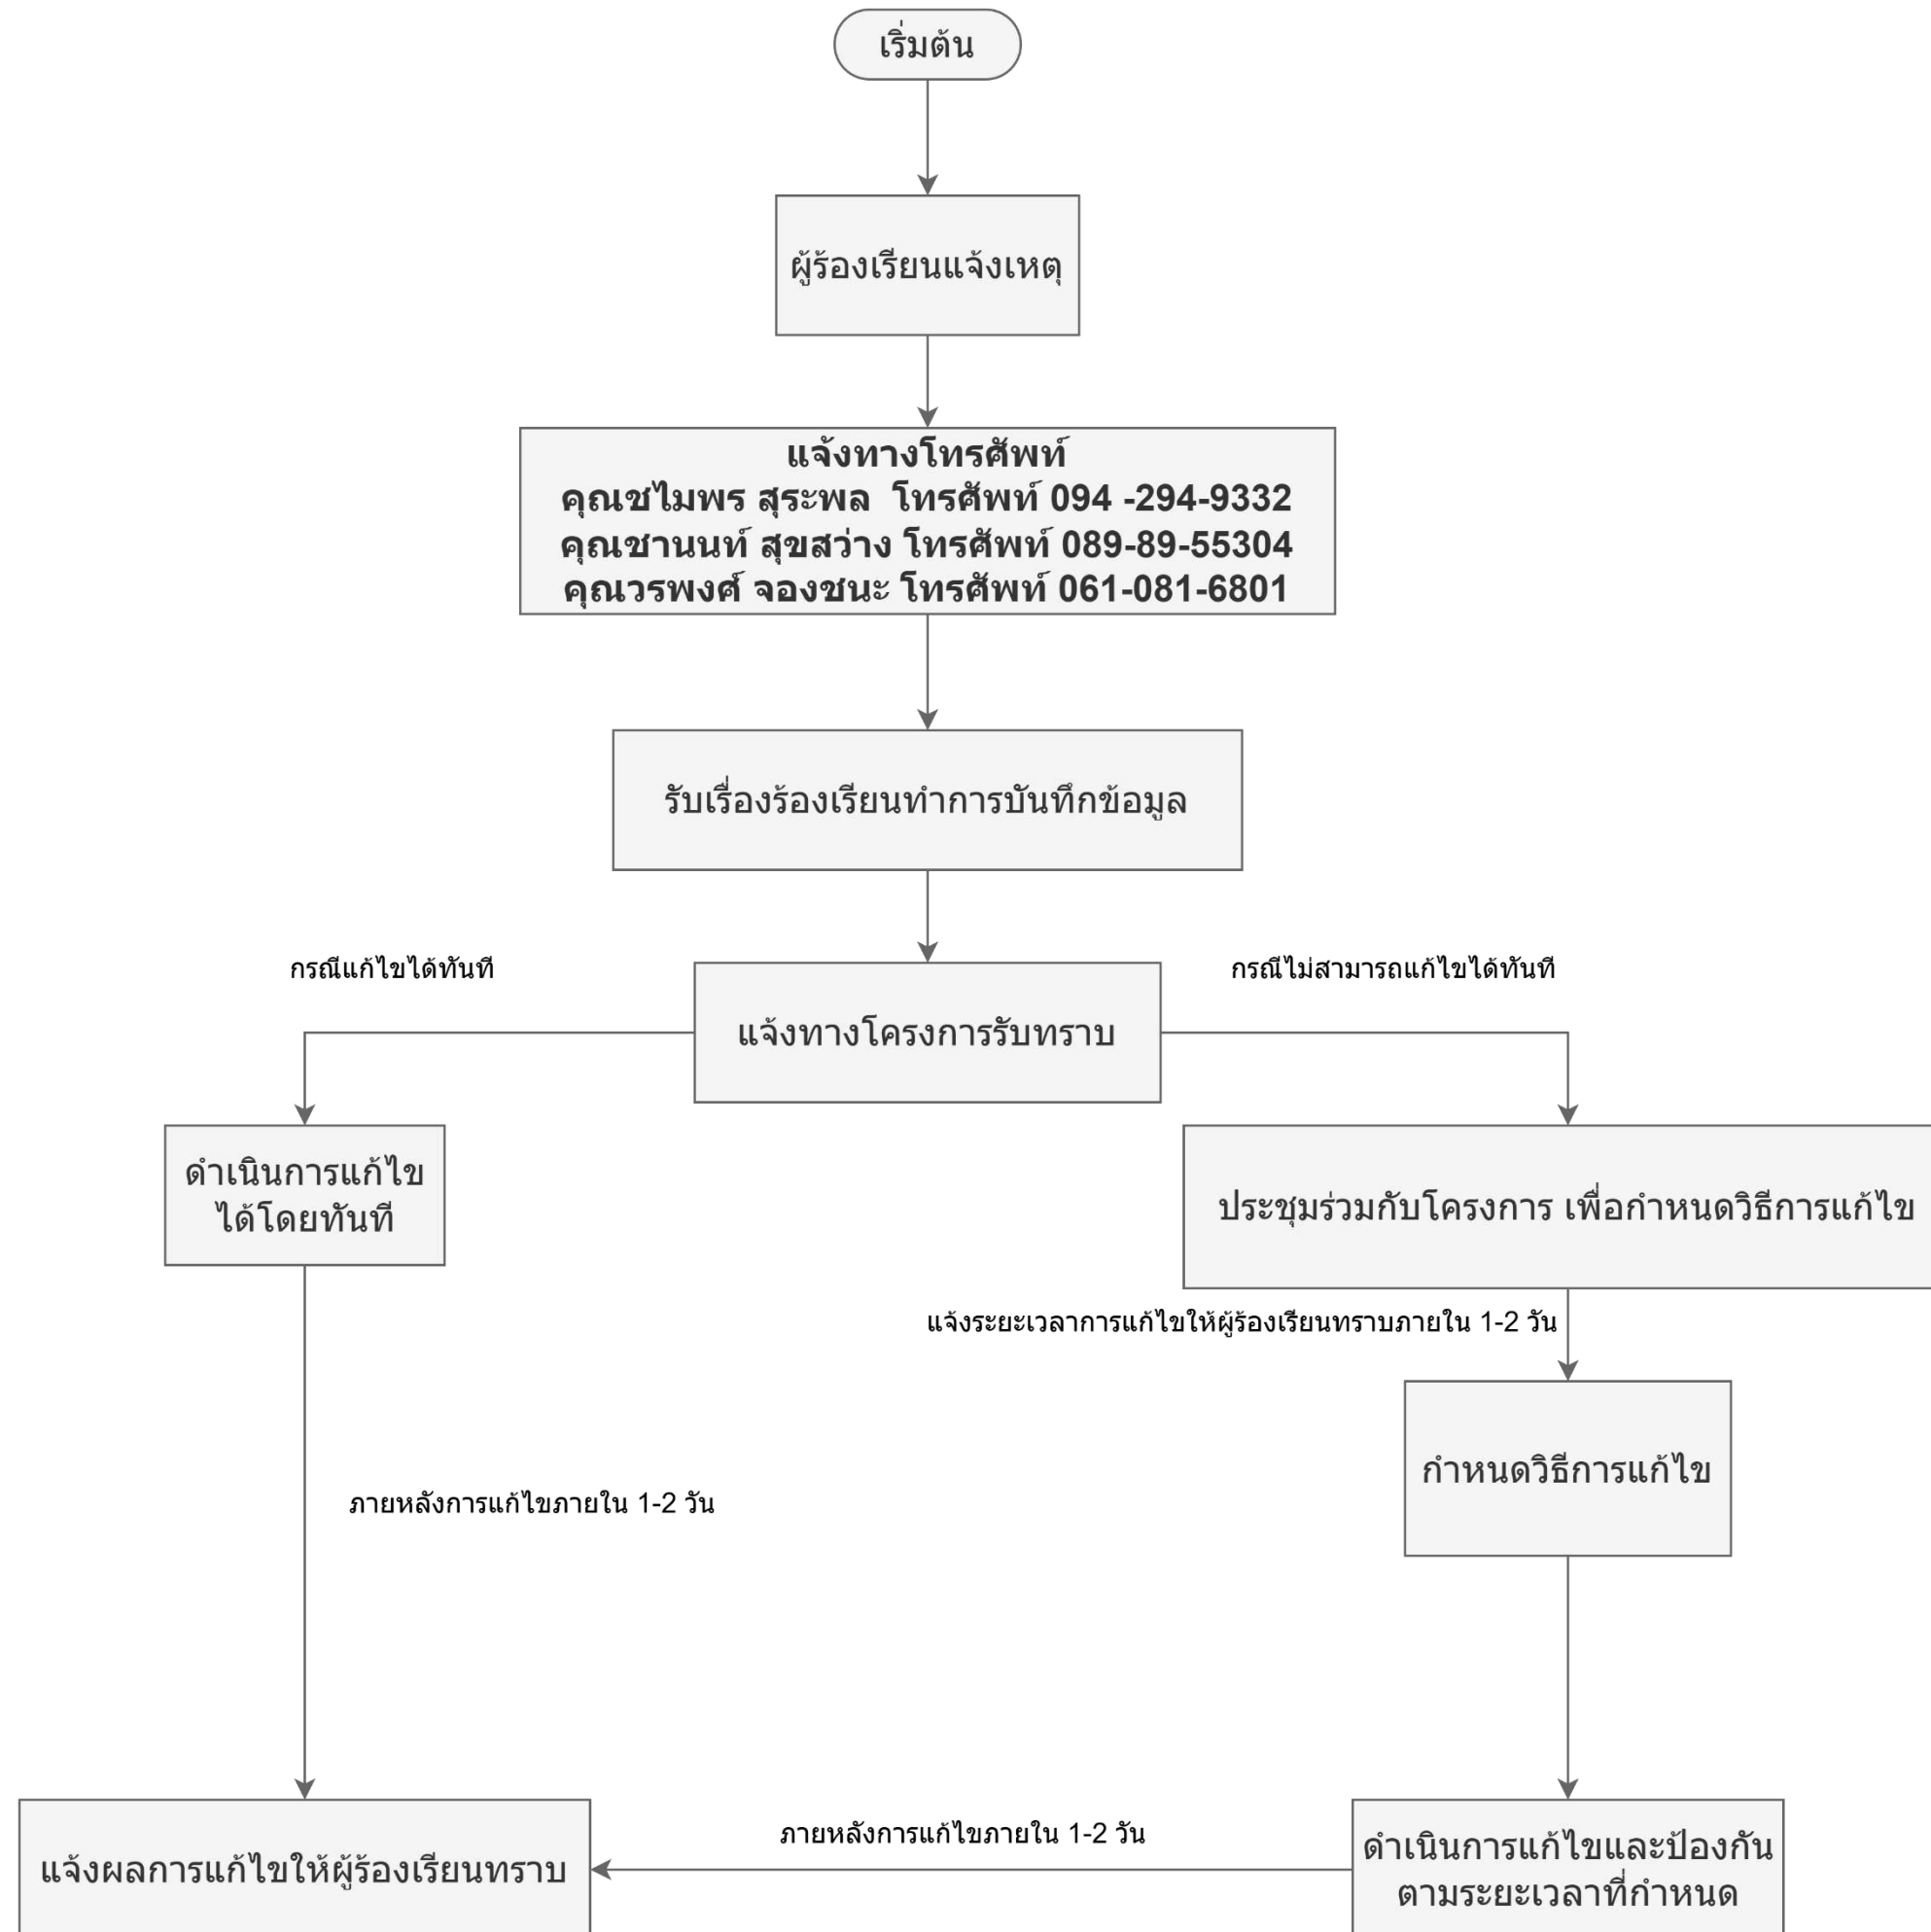 เริ่มต้น
ผู้ร้องเรียนแจ้งเหตุ
แจ้งทางโทรศัพท์
คุณชไมพร สุระพล  โทรศัพท์ 094 -294-9332
คุณชานนท์ สุขสว่าง โทรศัพท์ 089-89-55304
คุณวรพงศ์ จองชนะ โทรศัพท์ 061-081-6801
รับเรื่องร้องเรียนทำการบันทึกข้อมูล
กรณีแก้ไขได้ทันที
กรณีไม่สามารถแก้ไขได้ทันที
แจ้งทางโครงการรับทราบ
ดำเนินการแก้ไข
ได้โดยทันที
ประชุมร่วมกับโครงการ เพื่อกำหนดวิธีการแก้ไข
แจ้งระยะเวลาการแก้ไขให้ผู้ร้องเรียนทราบภายใน 1-2 วัน
กำหนดวิธีการแก้ไข
ภายหลังการแก้ไขภายใน 1-2 วัน
แจ้งผลการแก้ไขให้ผู้ร้องเรียนทราบ
ภายหลังการแก้ไขภายใน 1-2 วัน
ดำเนินการแก้ไขและป้องกัน
ตามระยะเวลาที่กำหนด